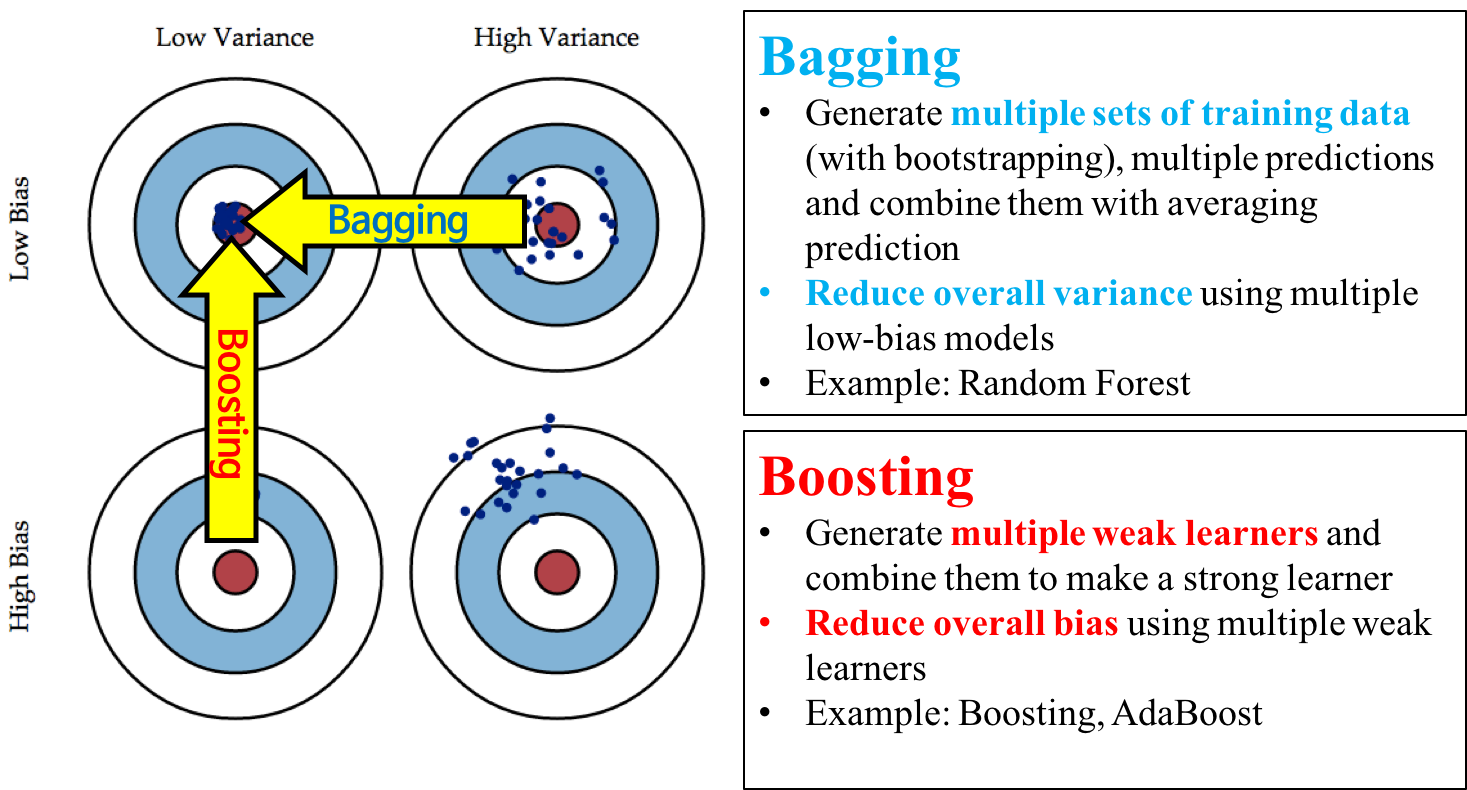 Low Variance
High Variance
Low Bias
High Bias
Bagging
Boosting
Bagging
• Generate multiple sets of training data
(with bootstrapping), multiple predictions
and combine them with averaging
prediction
• Reduce overall variance using multiple
low-bias models
• Example: Random Forest
Boosting
• Generate multiple weak learners and
combine them to make a strong learner
• Reduce overall bias using multiple weak
learners
• Example: Boosting, AdaBoost